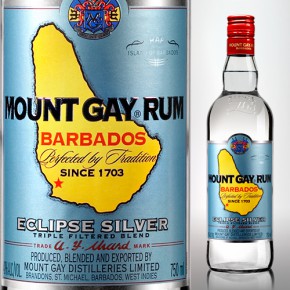 MOUNT GAY® RUM
BARBADOS
Perfected by Tradition
SINCE 1703
ECLIPSE SILVER
TRIPLE FILTERED BLEND
TRADE A. F. Ward MARK
PRODUCED, BLENDED AND EXPORTED BY
MOUNT GAY DISTILLERIES LIMITED
BRANDONS, ST. MICHAEL, BARBADOS, WEST INDIES
750 ml
MOUNT GAY RUM
BARBADOS
Perfected by Tradition
SINCE 1703
ECLIPSE SILVER